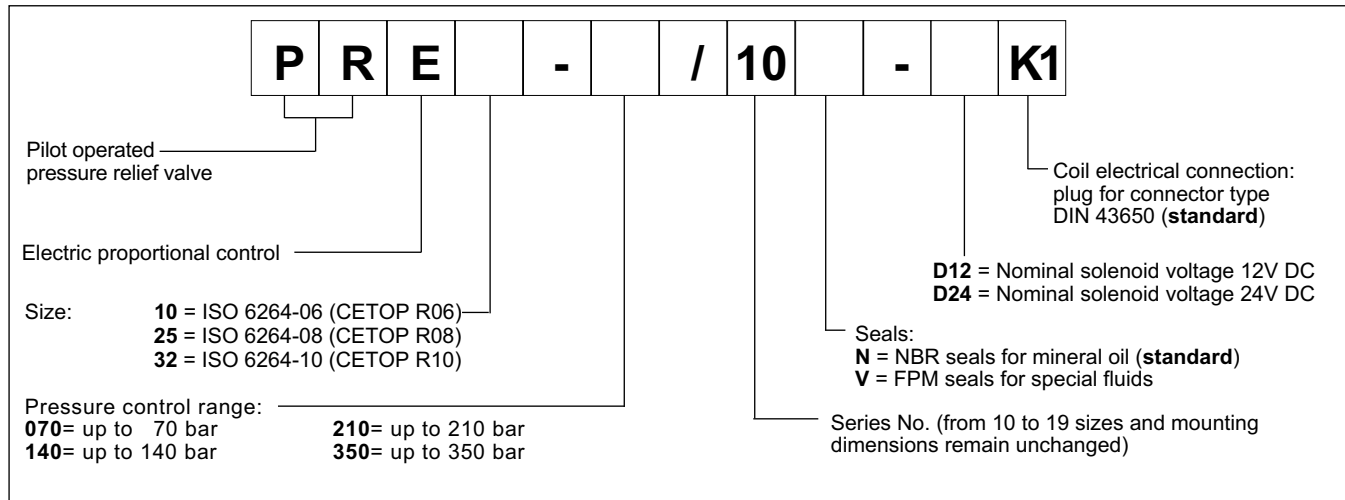 P R E - / 10 - K1
Pilot operated
pressure relief valve
Coil electrical connection:
plug for connector type
DIN 43650 (standard)
Electric proportional control
D12 = Nominal solenoid voltage 12V DC
D24 = Nominal solenoid voltage 24V DC
Size: 10 = ISO 6264-06 (CETOP R06)
25 = ISO 6264-08 (CETOP R08)
32 = ISO 6264-10 (CETOP R10)
Seals:
N = NBR seals for mineral oil (standard)
V = FPM seals for special fluids
Pressure control range:
070= up to 70 bar 210= up to 210 bar
140= up to 140 bar 350= up to 350 bar
Series No. (from 10 to 19 sizes and mounting
dimensions remain unchanged)